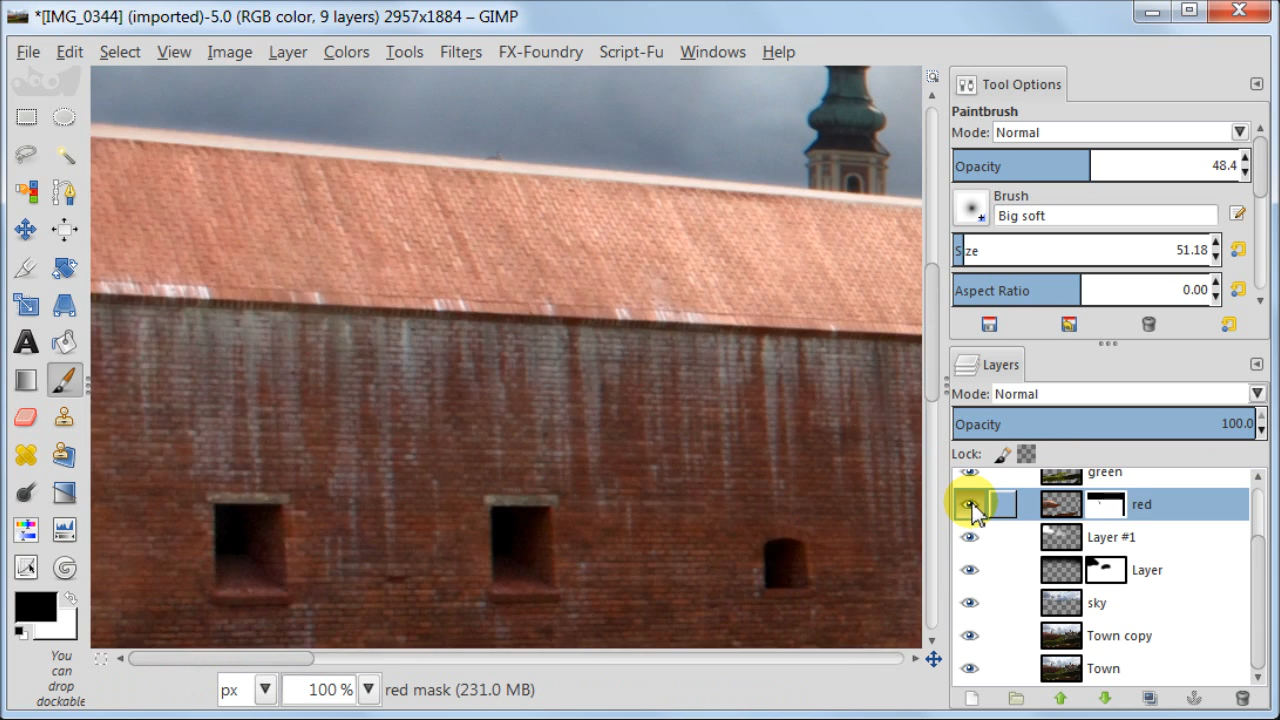 *[IMG_0344] (imported)-5.0 (RGB color, 9 layers) 2957x1884 – GIMP
File Edit Select View Image Layer Colors Tools Filters FX-Foundry Script-Fu Windows Help
Tool Options
Paintbrush
Mode: Normal
Opacity 48.4
Brush
Big soft
Size 51.18
Aspect Ratio 0.00
Layers
Mode: Normal
Opacity 100.0
Lock:
green
red
Layer #1
Layer
sky
Town copy
Town
You
can
drop
dockable
px 100 % red mask (231.0 MB)